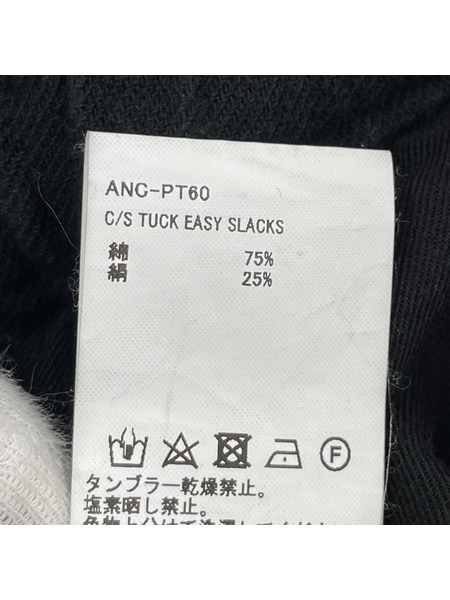 ANC-PT60
C/S TUCK EASY SLACKS
綿 75%
絹 25%
F
タンブラー乾燥禁止。
塩素晒し禁止。